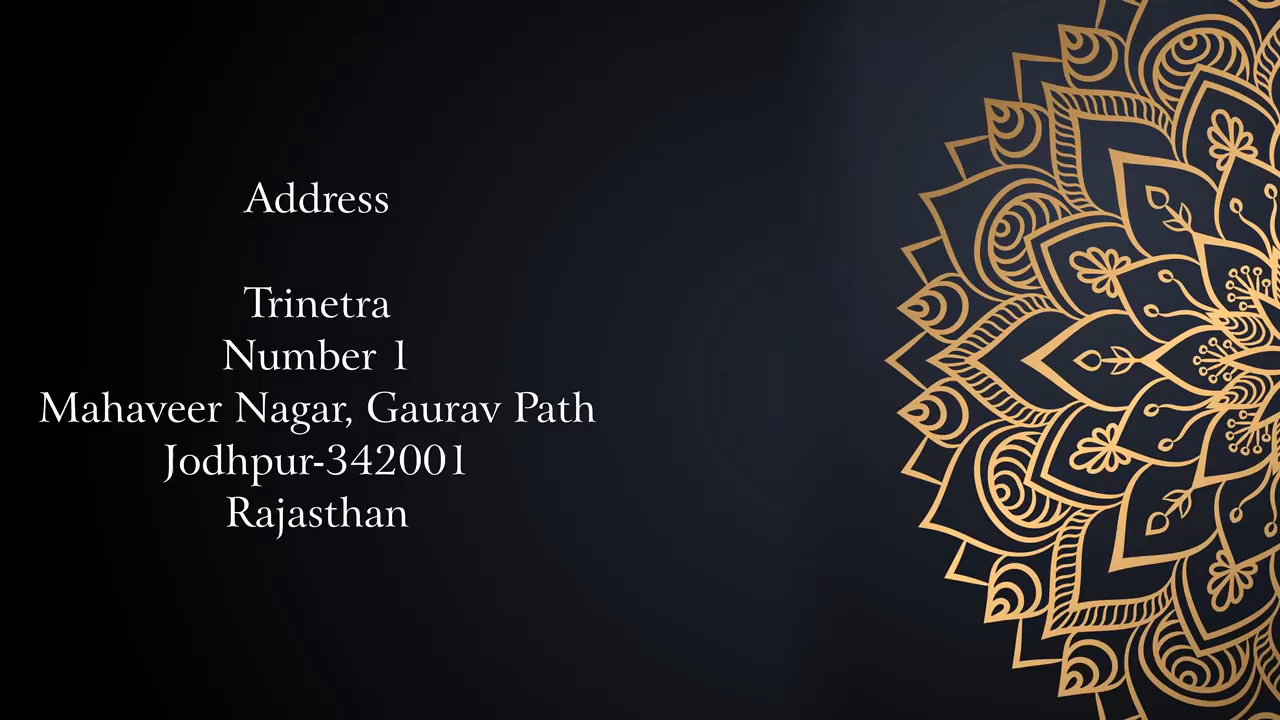 Address
Trinetra
Number 1
Mahaveer Nagar, Gaurav Path
Jodhpur-342001
Rajasthan